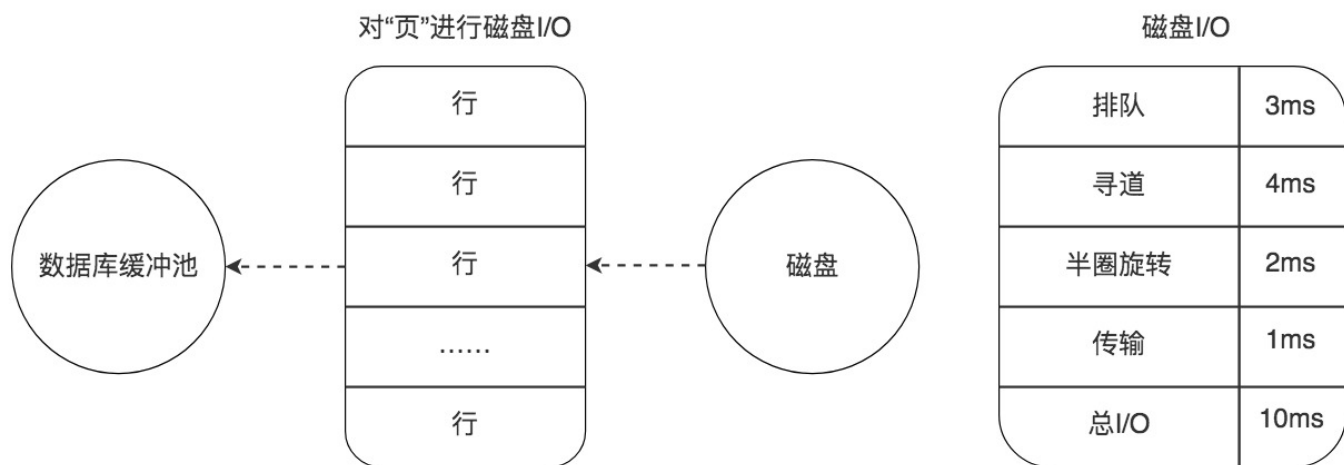 对“页”进行磁盘I/O
行
行
行
……
行
数据库缓冲池
磁盘
磁盘I/O
排队 3ms
寻道 4ms
半圈旋转 2ms
传输 1ms
总I/O 10ms